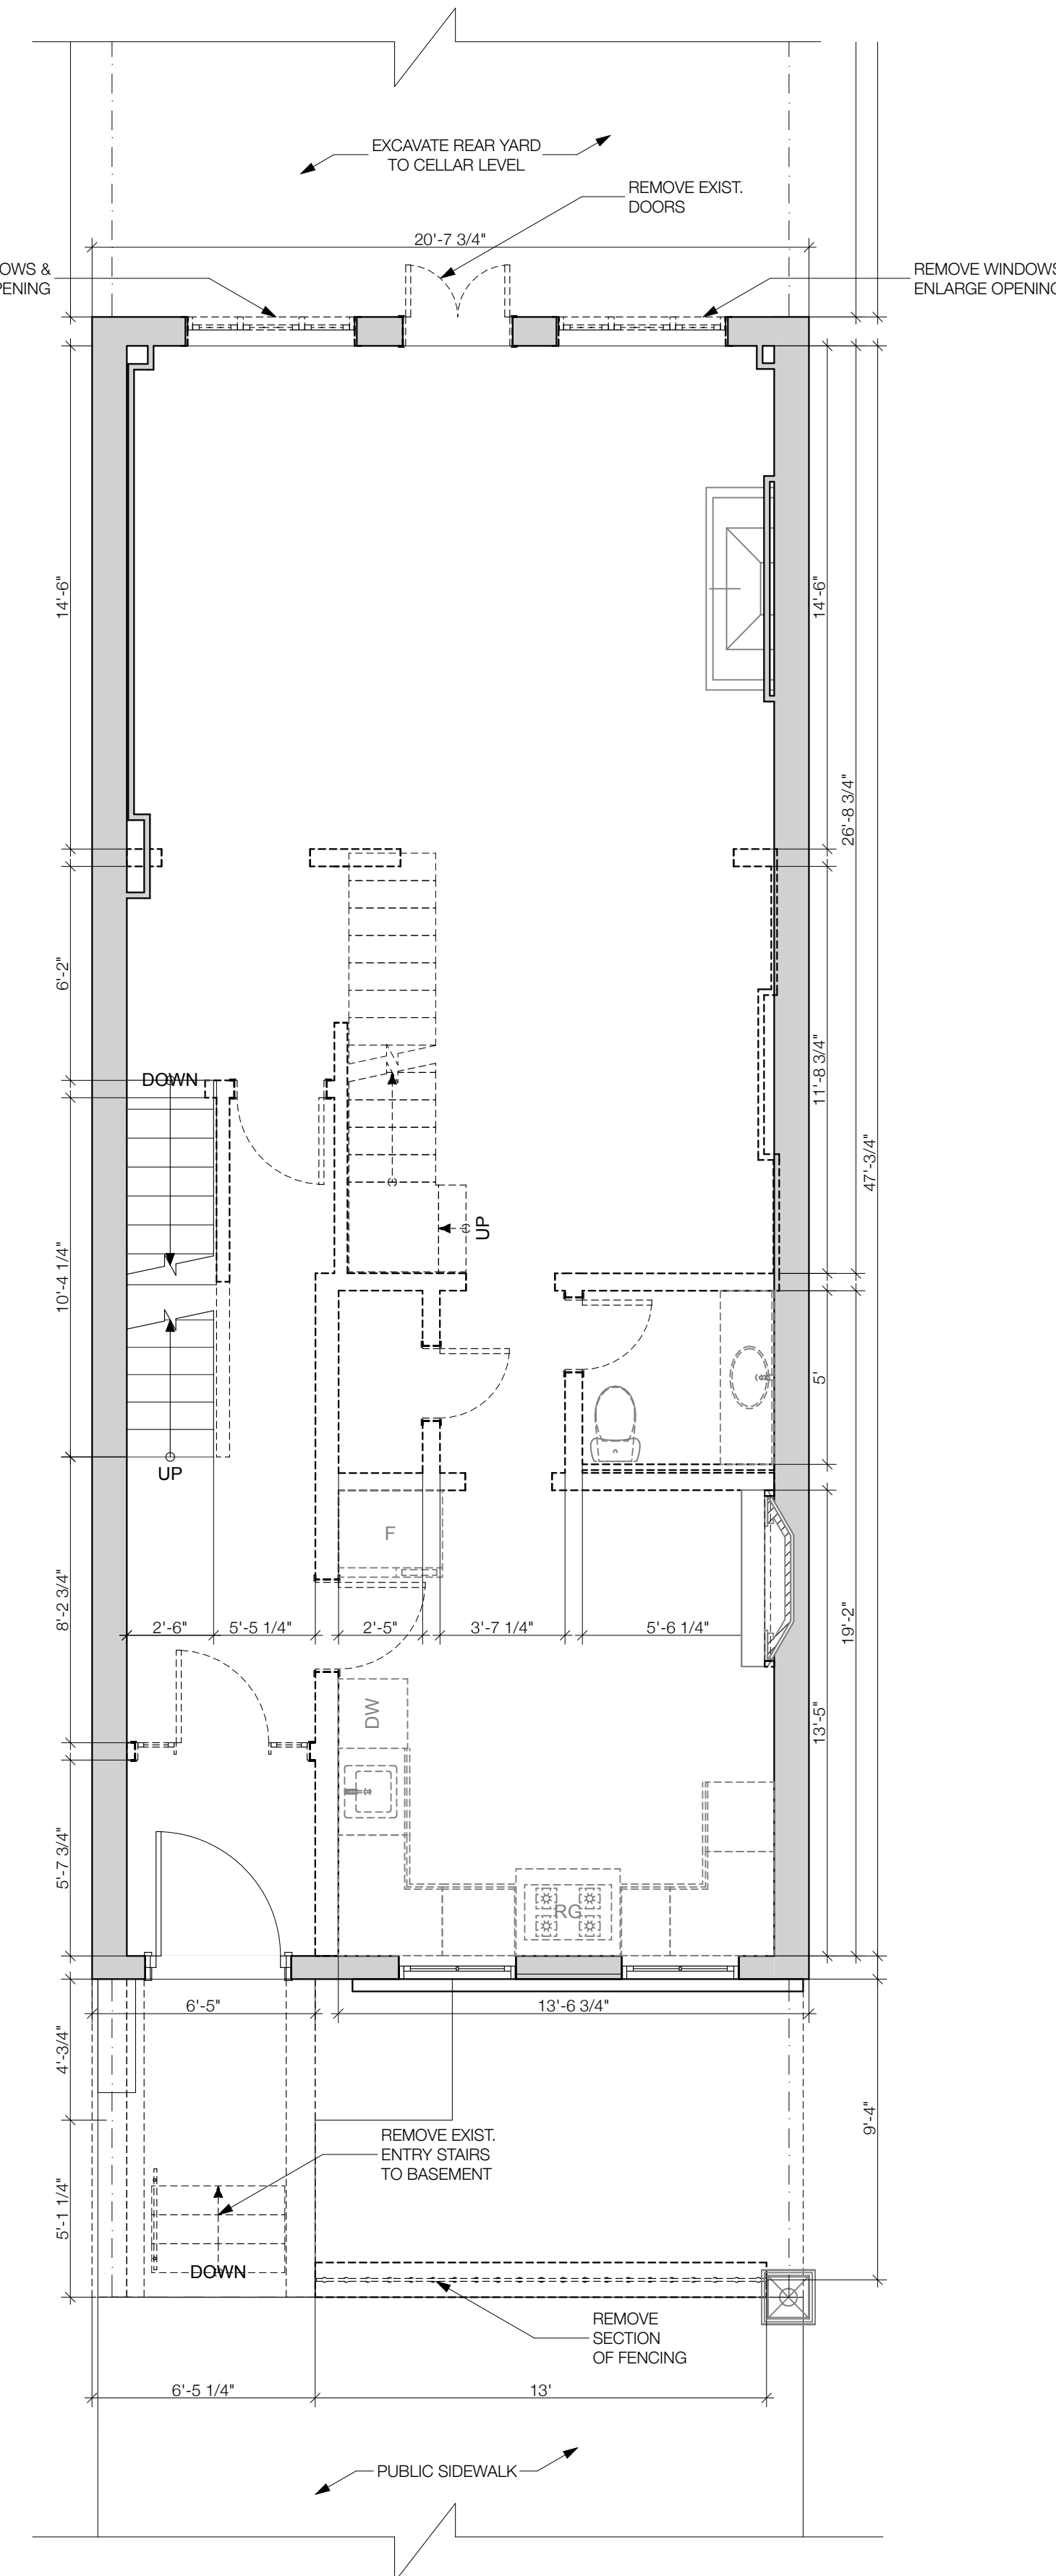 EXCAVATE REAR YARD
TO CELLAR LEVEL
REMOVE EXIST.
DOORS
20'-7 3/4"
OWS &
PENING
REMOVE WINDOWS
ENLARGE OPENING
14'-6"
14'-6"
26'-8 3/4"
6'-2"
11'-8 3/4"
47'-3/4"
DOWN
UP
10'-4 1/4"
5'
UP
F
8'-2 3/4"
2'-6"
5'-5 1/4"
2'-5"
3'-7 1/4"
5'-6 1/4"
19'-2"
13'-5"
DW
5'-7 3/4"
RG
6'-5"
13'-6 3/4"
4'-3/4"
9'-4"
REMOVE EXIST.
ENTRY STAIRS
TO BASEMENT
5'-1 1/4"
DOWN
REMOVE
SECTION
OF FENCING
6'-5 1/4"
13'
PUBLIC SIDEWALK